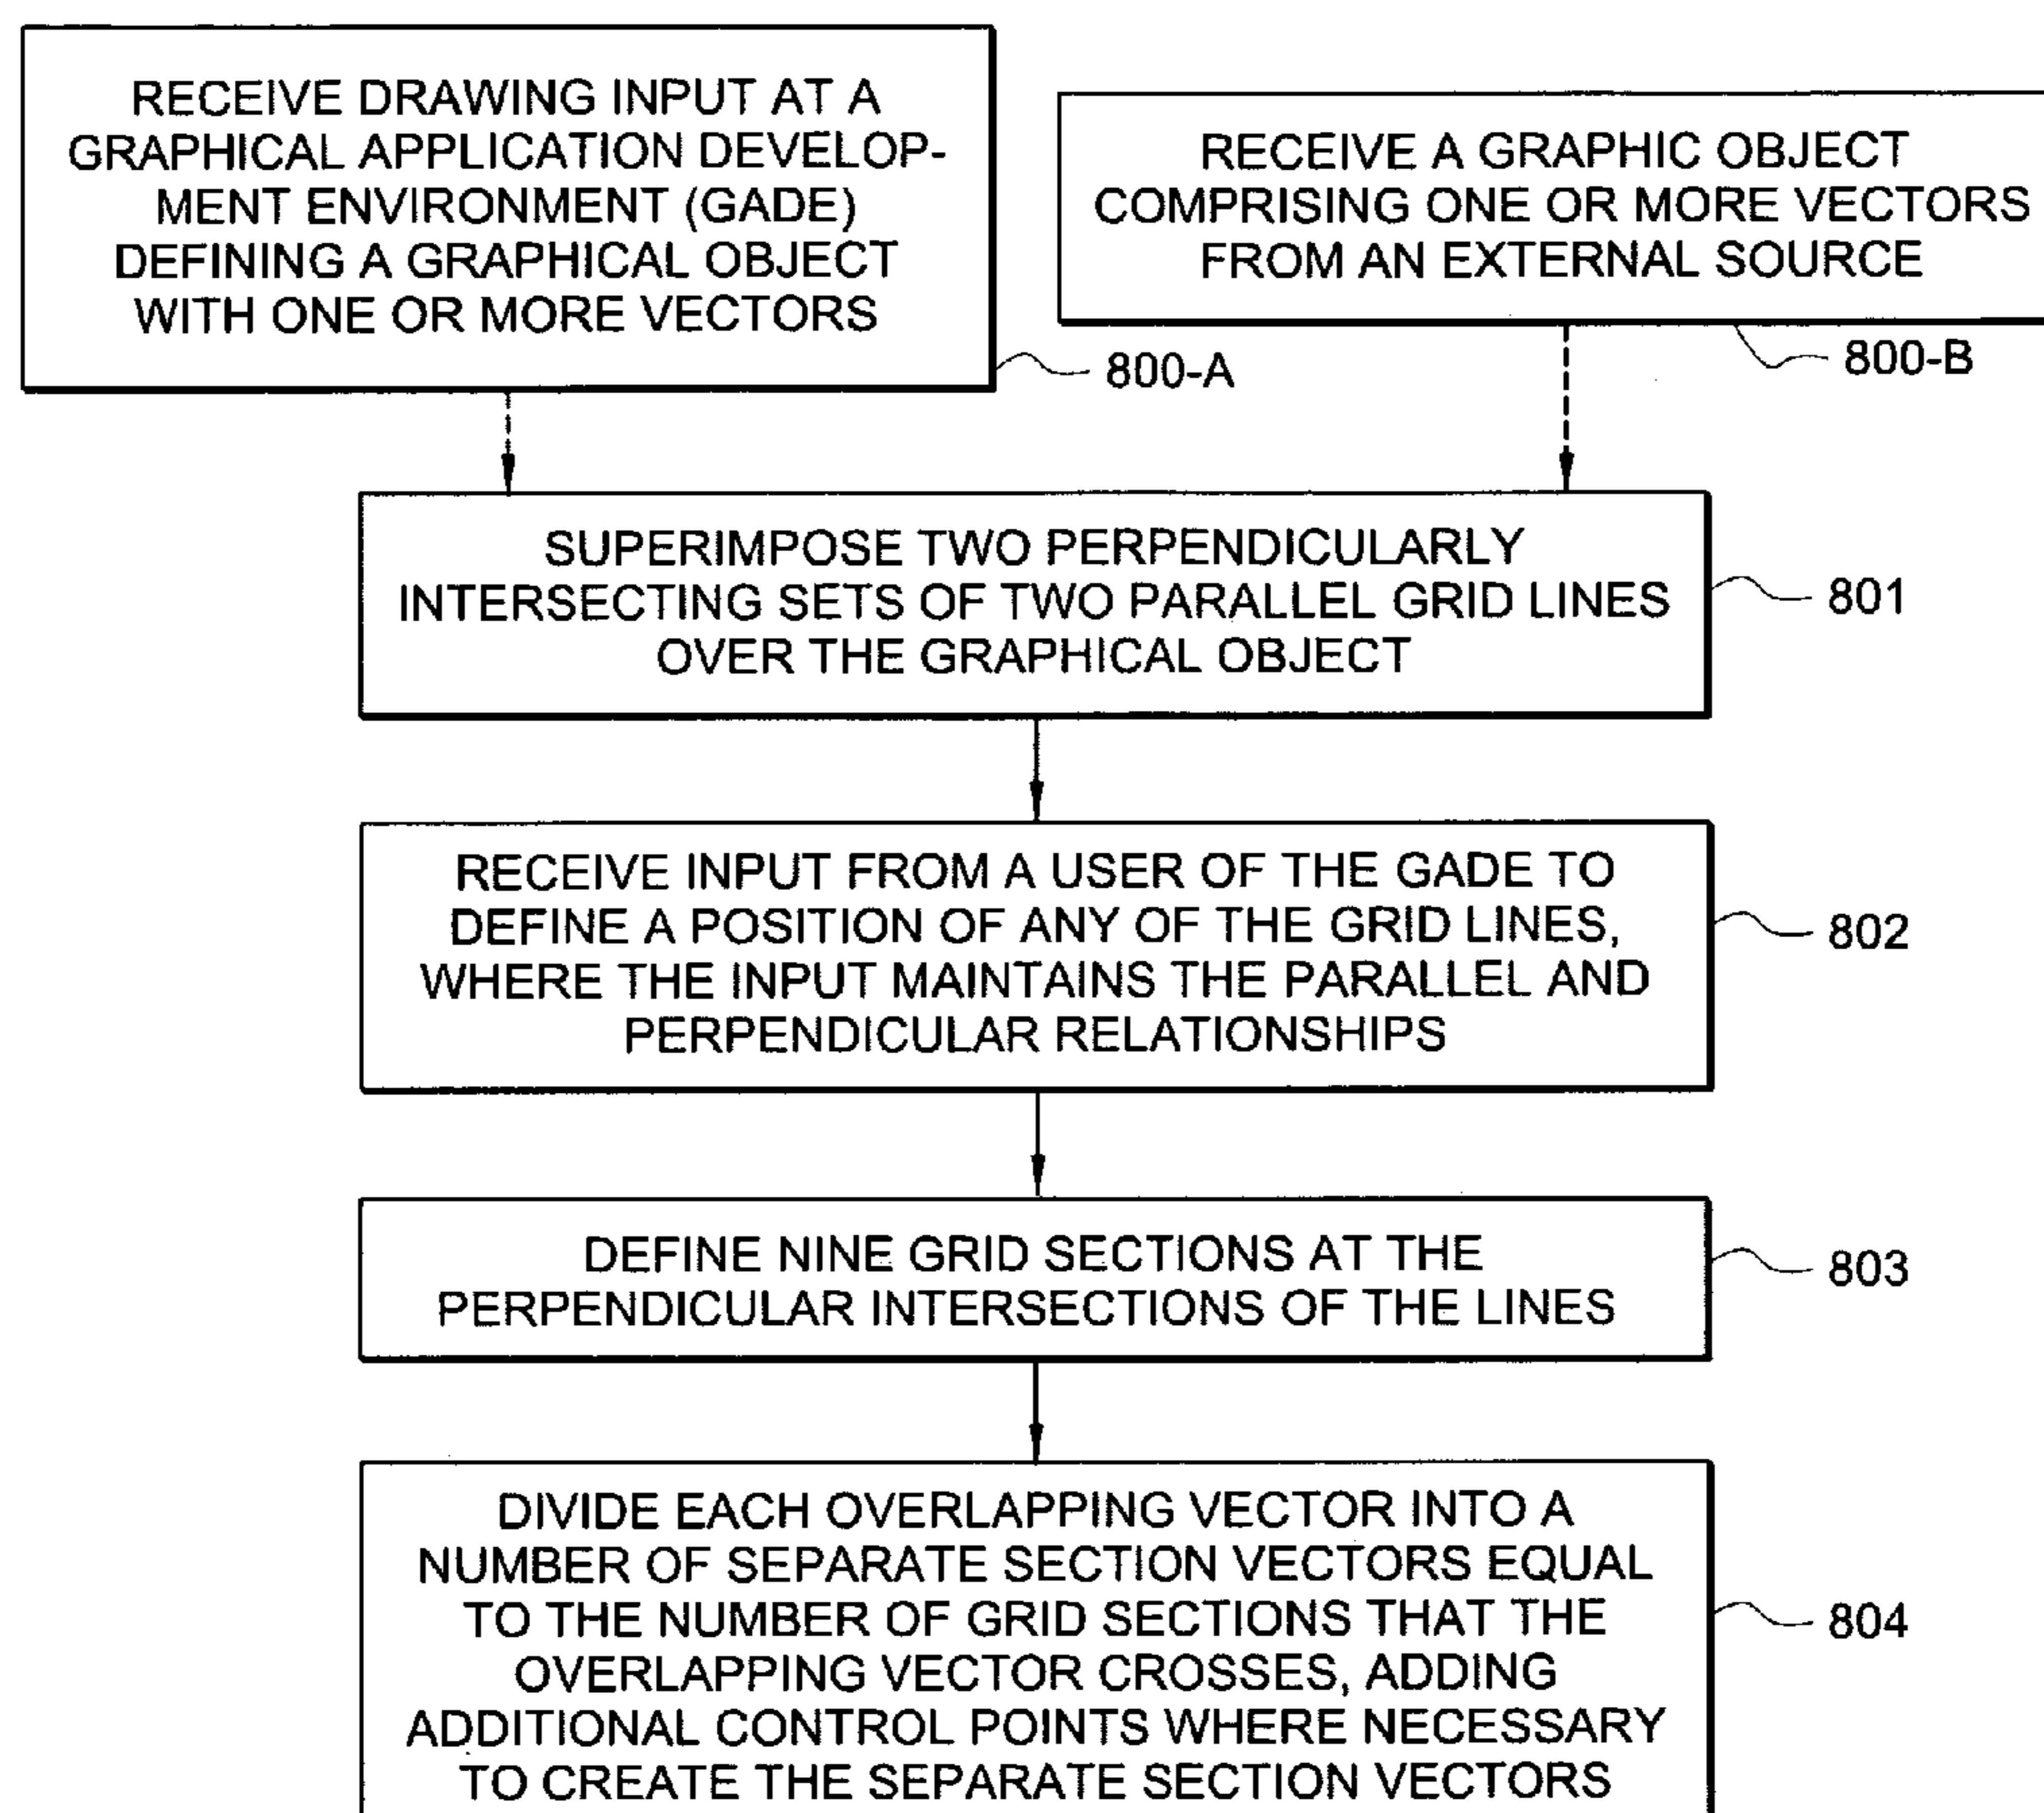 RECEIVE DRAWING INPUT AT A
GRAPHICAL APPLICATION DEVELOP-
MENT ENVIRONMENT (GADE)
DEFINING A GRAPHICAL OBJECT
WITH ONE OR MORE VECTORS
800-A
RECEIVE A GRAPHIC OBJECT
COMPRISING ONE OR MORE VECTORS
FROM AN EXTERNAL SOURCE
800-B
SUPERIMPOSE TWO PERPENDICULARLY
INTERSECTING SETS OF TWO PARALLEL GRID LINES
OVER THE GRAPHICAL OBJECT
801
RECEIVE INPUT FROM A USER OF THE GADE TO
DEFINE A POSITION OF ANY OF THE GRID LINES,
WHERE THE INPUT MAINTAINS THE PARALLEL AND
PERPENDICULAR RELATIONSHIPS
802
DEFINE NINE GRID SECTIONS AT THE
PERPENDICULAR INTERSECTIONS OF THE LINES
803
DIVIDE EACH OVERLAPPING VECTOR INTO A
NUMBER OF SEPARATE SECTION VECTORS EQUAL
TO THE NUMBER OF GRID SECTIONS THAT THE
OVERLAPPING VECTOR CROSSES, ADDING
ADDITIONAL CONTROL POINTS WHERE NECESSARY
TO CREATE THE SEPARATE SECTION VECTORS
804